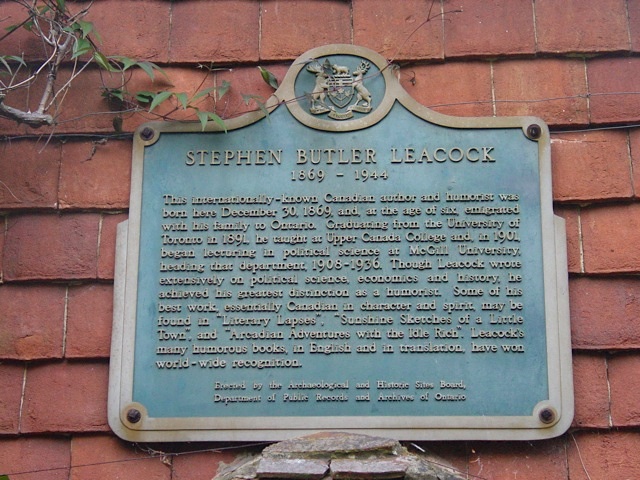 STEPHEN BUTLER LEACOCK
1869 - 1944
This internationally-known Canadian author and humorist was
born here December 30, 1869, and, at the age of six, emigrated
with his family to Ontario. Graduating from the University of
Toronto in 1891, he taught at Upper Canada College and, in 1901,
began lecturing in political science at McGill University,
heading that department, 1908-1936. Though Leacock wrote
extensively on political science, economics and history, he
achieved his greatest distinction as a humorist. Some of his
best work, essentially Canadian in character and spirit, may be
found in "Literary Lapses", "Sunshine Sketches of a Little
Town", and "Arcadian Adventures with the Idle Rich". Leacock's
many humorous books, in English and in translation, have won
world-wide recognition.
Erected by the Archaeological and Historic Sites Board,
Department of Public Records and Archives of Ontario